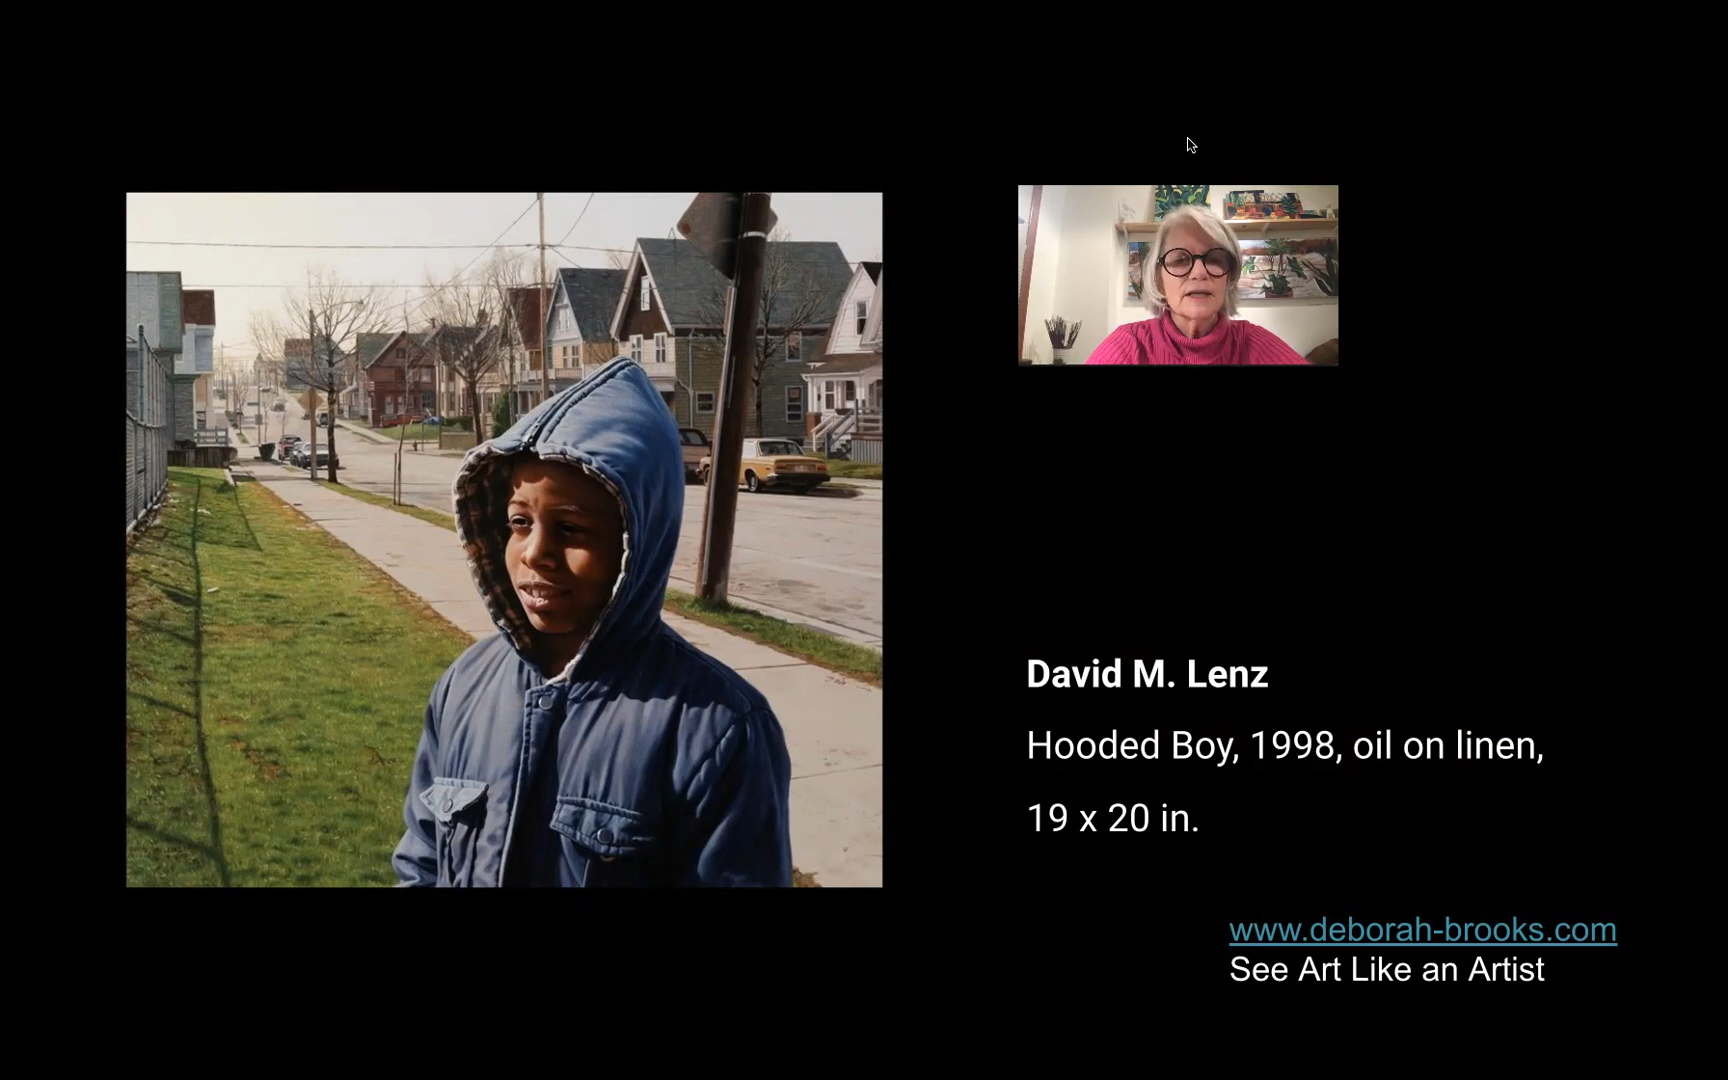 David M. Lenz
Hooded Boy, 1998, oil on linen,
19 x 20 in.
www.deborah-brooks.com
See Art Like an Artist